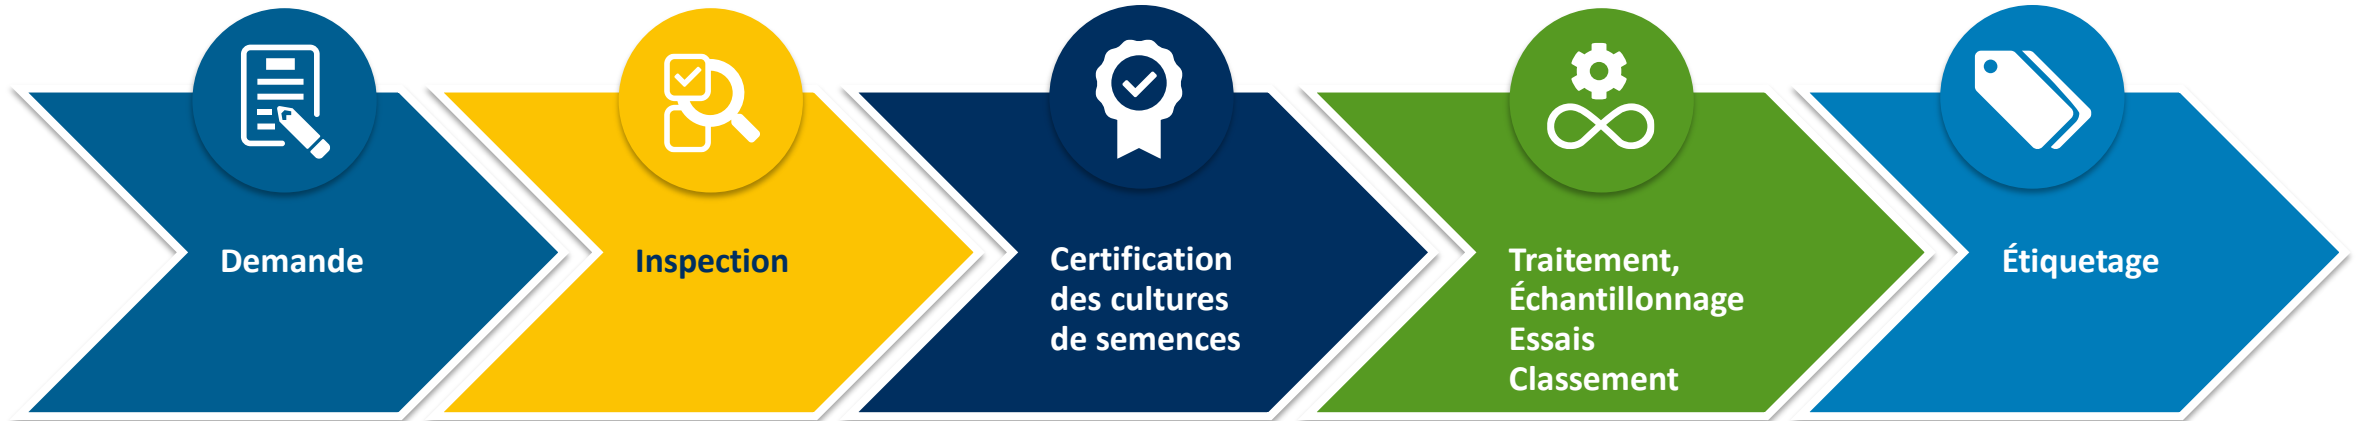 Demande
Inspection
Certification
des cultures
de semences
Traitement,
Échantillonnage
Essais
Classement
Étiquetage